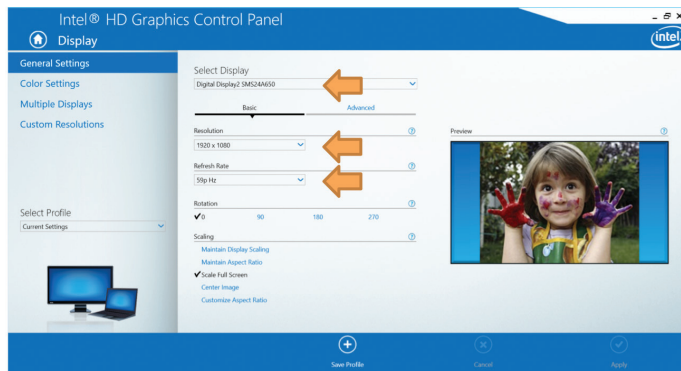 Intel® HD Graphics Control Panel
Display
intel
General Settings
Color Settings
Multiple Displays
Custom Resolutions
Select Profile
Current Settings
Select Display
Digital Display2 SMS24A650
Basic Advanced
Resolution ?
1920 x 1080
Refresh Rate ?
59p Hz
Rotation ?
✔0 90 180 270
Scaling ?
Maintain Display Scaling
Maintain Aspect Ratio
✔Scale Full Screen
Center Image
Customize Aspect Ratio
Preview ?
Save Profile Cancel Apply